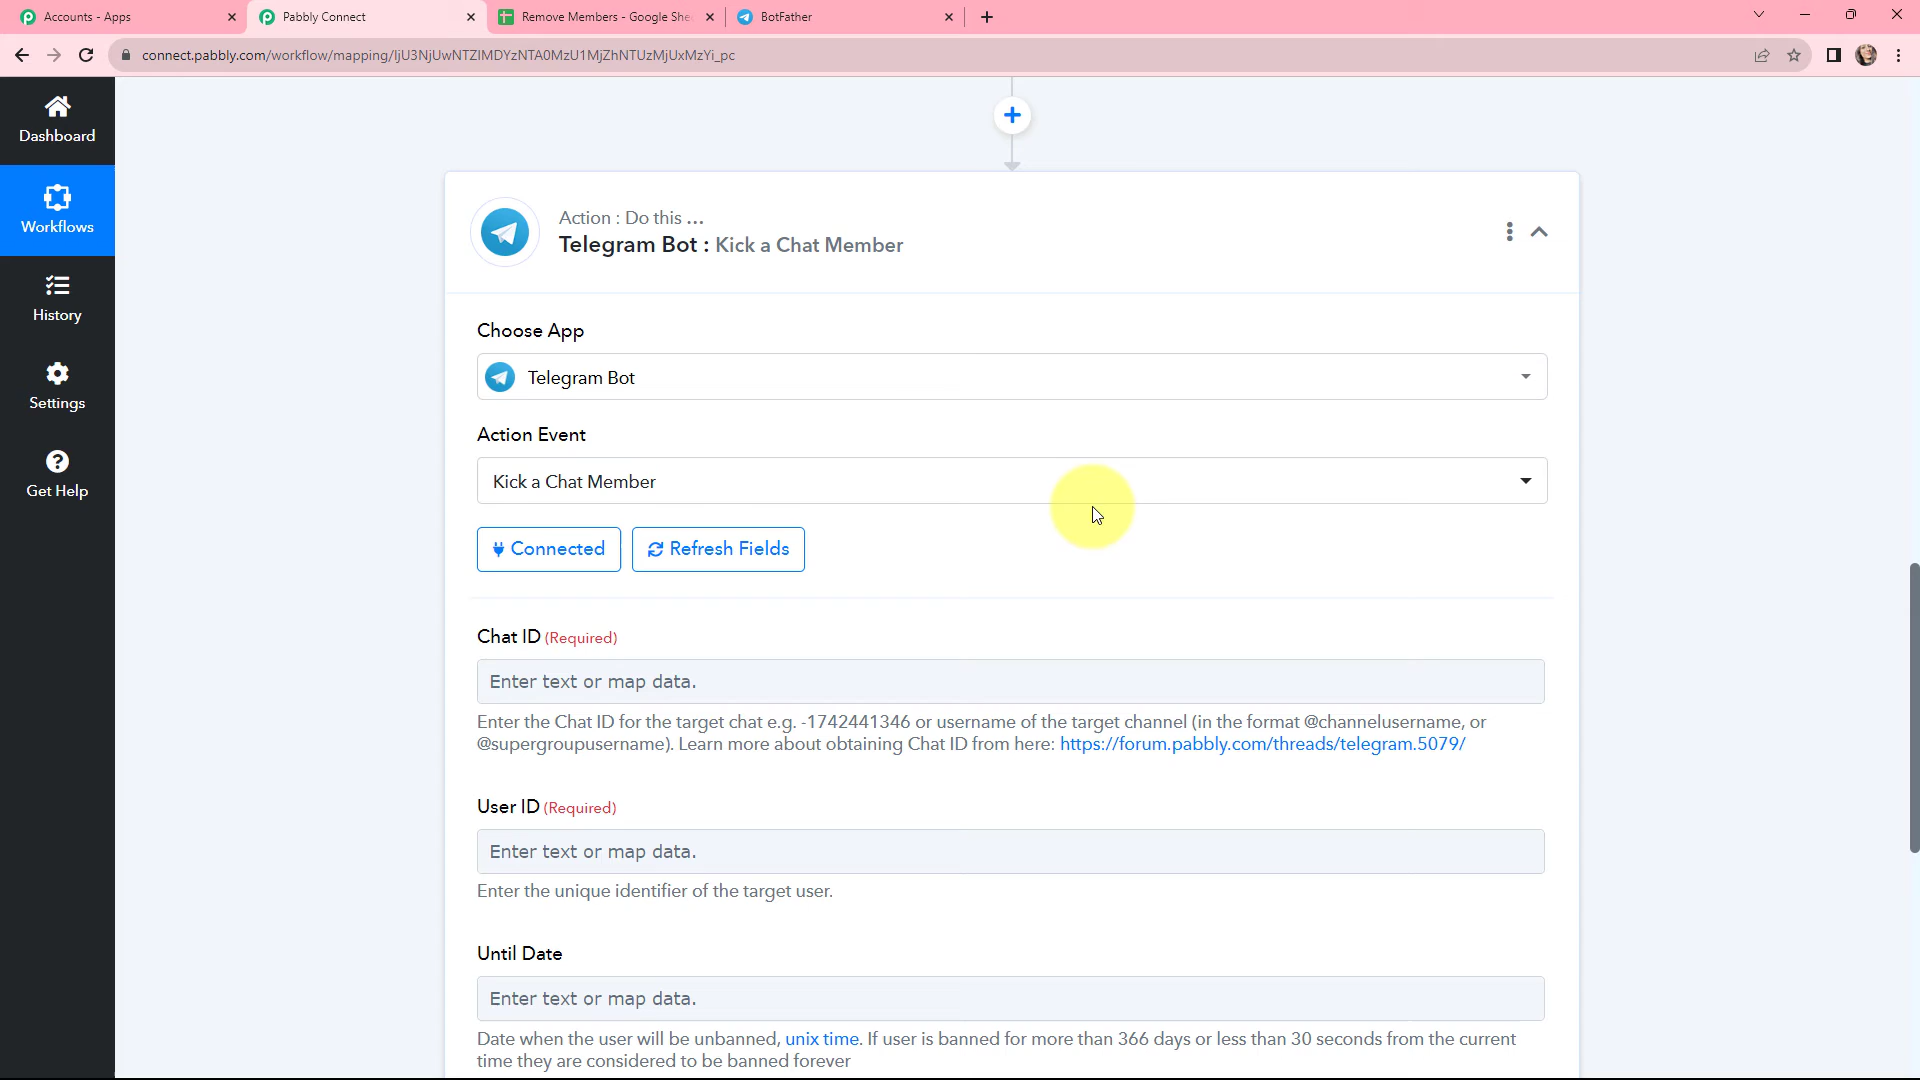 Accounts - Apps
Pabbly Connect
Remove Members - Google She
BotFather
connect.pabbly.com/workflow/mapping/IjU3NjUwNTZlMDYzNTA0MzU1MjZhNTUzMjUxMzYi_pc
Dashboard
Workflows
History
Settings
Get Help
Action : Do this ...
Telegram Bot : Kick a Chat Member
Choose App
Telegram Bot
Action Event
Kick a Chat Member
Connected
Refresh Fields
Chat ID (Required)
Enter text or map data.
Enter the Chat ID for the target chat e.g. -1742441346 or username of the target channel (in the format @channelusername, or
@supergroupusername). Learn more about obtaining Chat ID from here: https://forum.pabbly.com/threads/telegram.5079/
User ID (Required)
Enter text or map data.
Enter the unique identifier of the target user.
Until Date
Enter text or map data.
Date when the user will be unbanned, unix time. If user is banned for more than 366 days or less than 30 seconds from the current
time they are considered to be banned forever